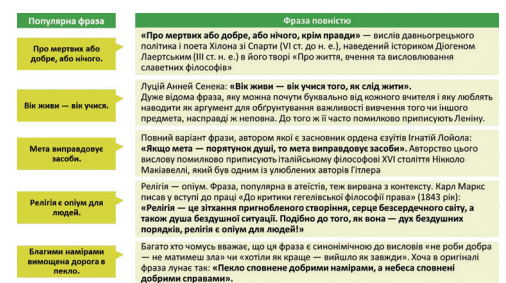 Популярна фраза
Фраза повністю
Про мертвих або
добре, або нічого.
«Про мертвих або добре, або нічого, крім правди» — вислів давньогрецького
політика і поета Хілона зі Спарти (VI ст. до н. е.), наведений істориком Діогеном
Лаертським (III ст. н. е.) в його творі «Про життя, вчення та висловлювання
славетних філософів»
Вік живи — вік учися.
Луцій Анней Сенека: «Вік живи — вік учися того, як слід жити».
Дуже відома фраза, яку можна почути буквально від кожного вчителя і яку люблять
наводити як аргумент для обґрунтування важливості вивчення того чи іншого
предмета, насправді ж неповна. До того ж її часто помилково приписують Леніну.
Мета виправдовує
засоби.
Повний варіант фрази, автором якої є засновник ордена єзуїтів Ігнатій Лойола:
«Якщо мета — порятунок душі, то мета виправдовує засоби». Авторство цього
вислову помилково приписують італійському філософові XVI століття Нікколо
Макіавеллі, який був одним із улюблених авторів Гітлера
Релігія є опіум для
людей.
Релігія — опіум. Фраза, популярна в атеїстів, теж вирвана з контексту. Карл Маркс
писав у вступі до праці «До критики гегелівської філософії права» (1843 рік):
«Релігія — це зітхання пригнобленого створіння, серце безсердечного світу, а
також душа бездушної ситуації. Подібно до того, як вона — дух бездушних
порядків, релігія є опіум для людей!»
Благими намірами
вимощена дорога в
пекло.
Багато хто чомусь вважає, що ця фраза є синонімічною до висловів «не роби добра
— не матимеш зла» чи «хотіли як краще — вийшло як завжди». Хоча в оригіналі
фраза лунає так: «Пекло сповнене добрими намірами, а небеса сповнені
добрими справами».